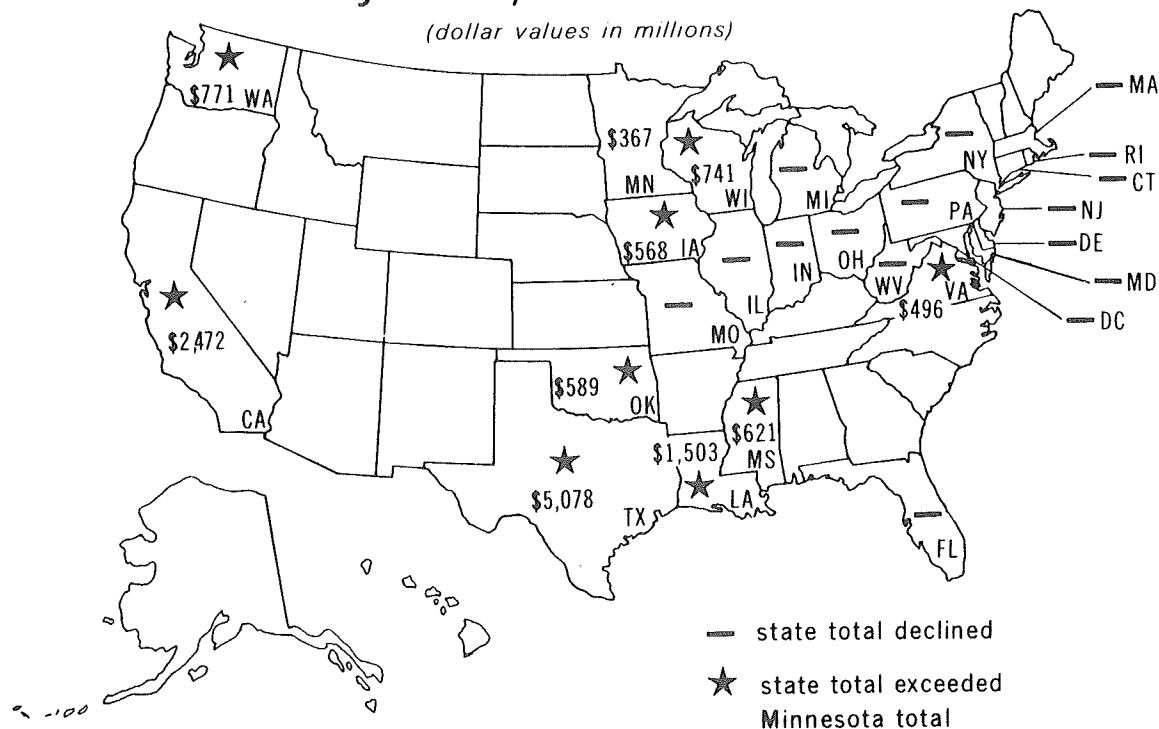 (dollar values in millions)
$771 WA
MA
$367
NY
RI
$741
MN
WI
MI
CT
PA
NJ
$568 IA
OH
DE
IN
WV
VA
MD
IL
$496
DC
$2,472
MO
$589
OK
CA
$621
$1,503
MS
$5,078
LA
TX
FL
state total declined
state total exceeded
Minnesota total